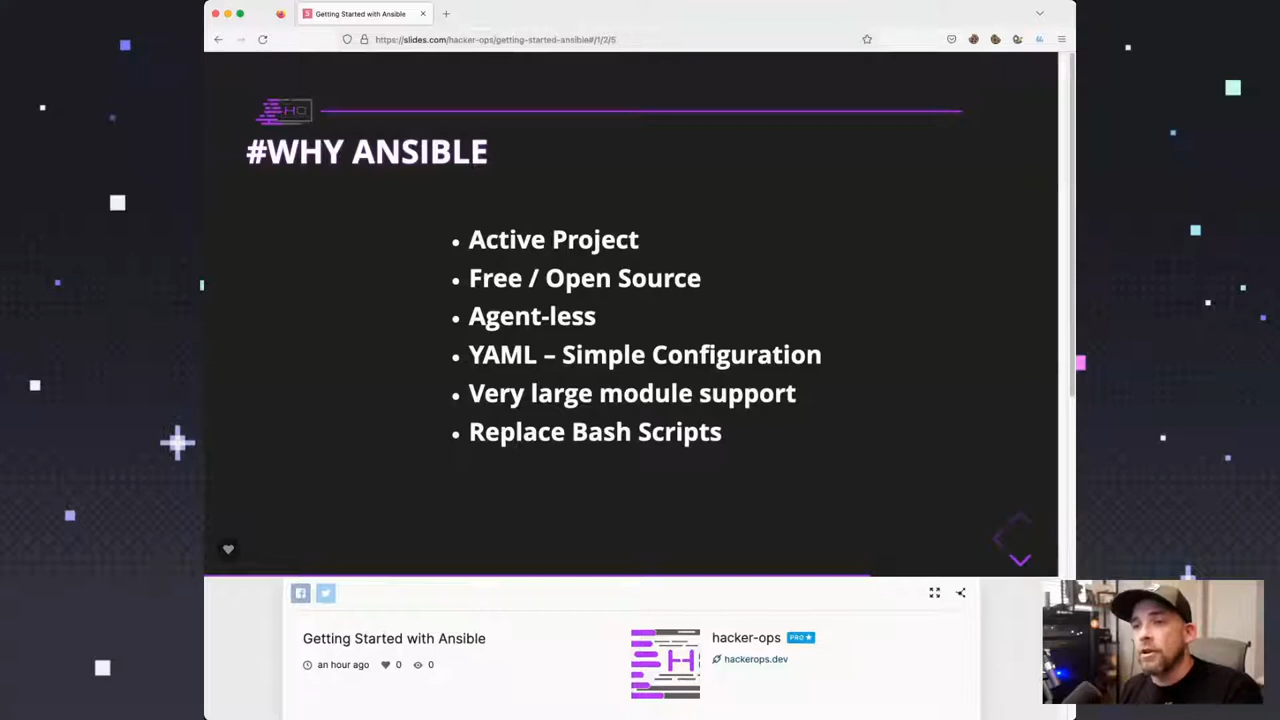 Getting Started with Ansible
https://slides.com/hacker-ops/getting-started-ansible#/1/2/5
HO
#WHY ANSIBLE
• Active Project
• Free / Open Source
• Agent-less
• YAML – Simple Configuration
• Very large module support
• Replace Bash Scripts
Getting Started with Ansible
an hour ago 0 0
hacker-ops PRO
hackerops.dev